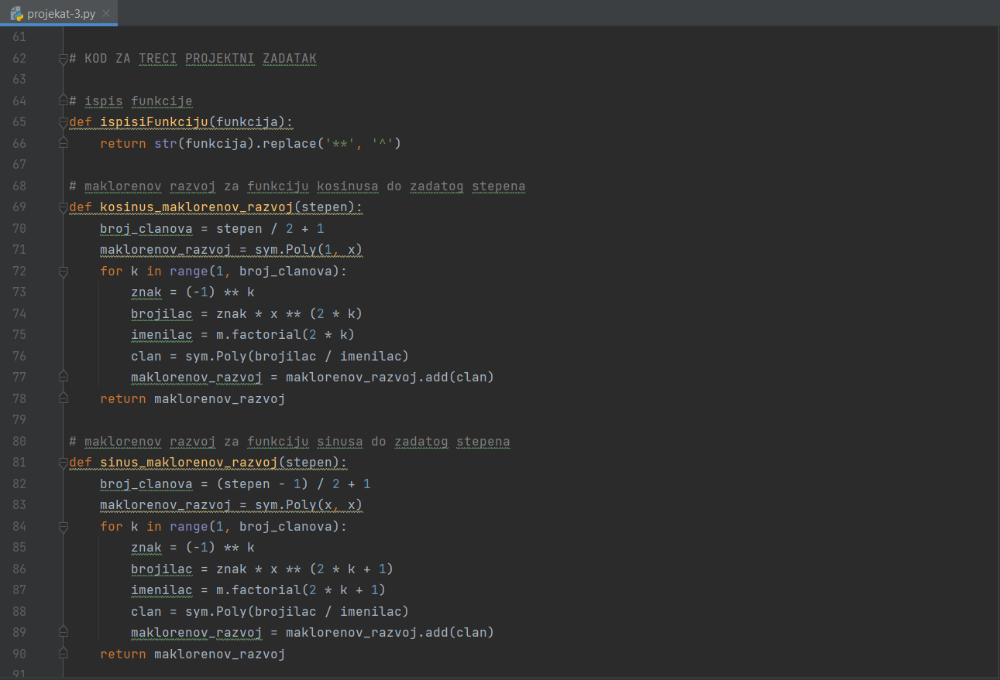 projekat-3.py
61
62 # KOD ZA TRECI PROJEKTNI ZADATAK
63
64 # ispis funkcije
65 def ispisiFunkciju(funkcija):
66     return str(funkcija).replace('**', '^')
67
68 # maklorenov razvoj za funkciju kosinusa do zadatog stepena
69 def kosinus_maklorenov_razvoj(stepen):
70     broj_clanova = stepen / 2 + 1
71     maklorenov_razvoj = sym.Poly(1, x)
72     for k in range(1, broj_clanova):
73         znak = (-1) ** k
74         brojilac = znak * x ** (2 * k)
75         imenilac = m.factorial(2 * k)
76         clan = sym.Poly(brojilac / imenilac)
77         maklorenov_razvoj = maklorenov_razvoj.add(clan)
78     return maklorenov_razvoj
79
80 # maklorenov razvoj za funkciju sinusa do zadatog stepena
81 def sinus_maklorenov_razvoj(stepen):
82     broj_clanova = (stepen - 1) / 2 + 1
83     maklorenov_razvoj = sym.Poly(x, x)
84     for k in range(1, broj_clanova):
85         znak = (-1) ** k
86         brojilac = znak * x ** (2 * k + 1)
87         imenilac = m.factorial(2 * k + 1)
88         clan = sym.Poly(brojilac / imenilac)
89         maklorenov_razvoj = maklorenov_razvoj.add(clan)
90     return maklorenov_razvoj
91